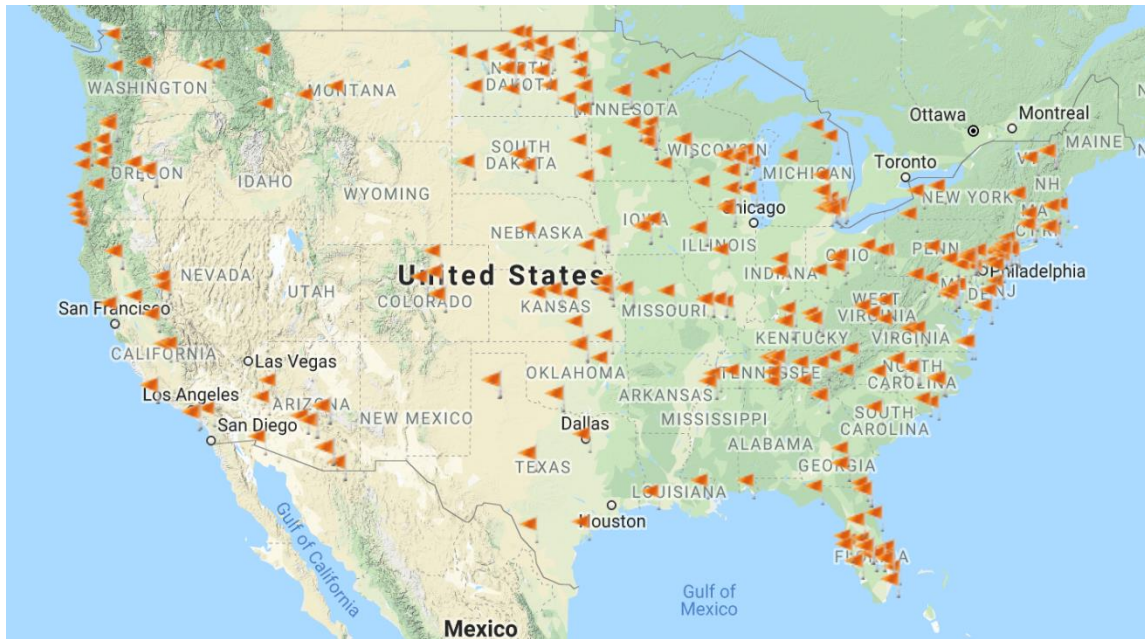 Ottawa
Montreal
WASHINGTON
MONTANA
NORTH
DAKOTA
MINNESOTA
MAINE
SOUTH
DAKOTA
WISCONSIN
MICHIGAN
Toronto
OREGON
IDAHO
WYOMING
NEW YORK
NH
MA
IOWA
Chicago
NEBRASKA
ILLINOIS
OHIO
PENN
NEVADA
United States
INDIANA
Philadelphia
UTAH
COLORADO
KANSAS
MISSOURI
WEST
VIRGINIA
DE
NJ
San Francisco
KENTUCKY
VIRGINIA
CALIFORNIA
Las Vegas
OKLAHOMA
TENNESSEE
NORTH
CAROLINA
Los Angeles
ARIZONA
NEW MEXICO
ARKANSAS
MISSISSIPPI
SOUTH
CAROLINA
San Diego
Dallas
ALABAMA
TEXAS
GEORGIA
LOUISIANA
Houston
Gulf of California
FLORIDA
Gulf of
Mexico
Mexico